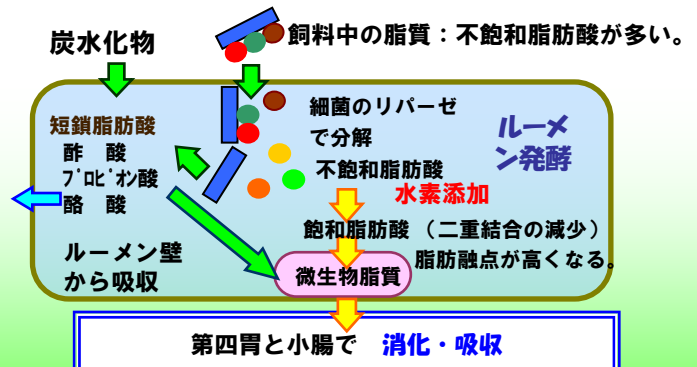 炭水化物
飼料中の脂質：不飽和脂肪酸が多い。
短鎖脂肪酸
酢　酸
プロピオン酸
酪　酸
ルーメン壁
から吸収
細菌のリパーゼ
で分解
不飽和脂肪酸
水素添加
飽和脂肪酸 （二重結合の減少）
脂肪融点が高くなる。
微生物脂質
ルーメ
ン発酵
第四胃と小腸で　消化・吸収